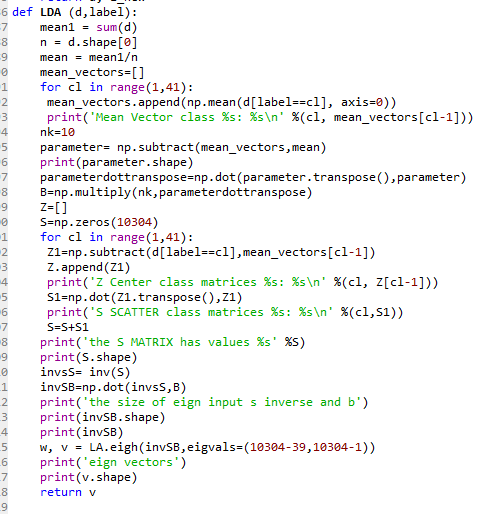 def LDA (d,label):
mean1 = sum(d)
n = d.shape[0]
mean = mean1/n
mean_vectors=[]
for cl in range(1,41):
mean_vectors.append(np.mean(d[label==cl], axis=0))
print('Mean Vector class %s: %s\n' %(cl, mean_vectors[cl-1]))
nk=10
parameter= np.subtract(mean_vectors,mean)
print(parameter.shape)
parameterdottranspose=np.dot(parameter.transpose(),parameter)
B=np.multiply(nk,parameterdottranspose)
Z=[]
S=np.zeros(10304)
for cl in range(1,41):
Z1=np.subtract(d[label==cl],mean_vectors[cl-1])
Z.append(Z1)
print('Z Center class matrices %s: %s\n' %(cl, Z[cl-1]))
S1=np.dot(Z1.transpose(),Z1)
print('S SCATTER class matrices %s: %s\n' %(cl,S1))
S=S+S1
print('the S MATRIX has values %s' %S)
print(S.shape)
invsS= inv(S)
invSB=np.dot(invsS,B)
print('the size of eign input s inverse and b')
print(invSB.shape)
print(invSB)
w, v = LA.eigh(invSB,eigvals=(10304-39,10304-1))
print('eign vectors')
print(v.shape)
return v